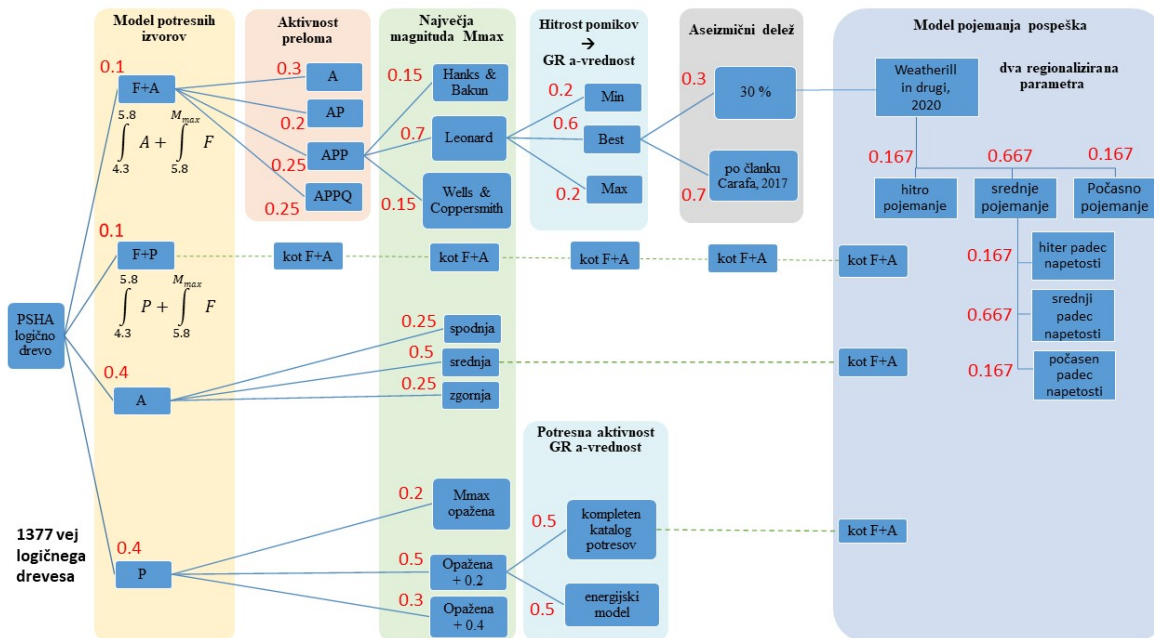 Model potresnih
izvorov
Aktivnost
preloma
Največja
magnituda Mmax
Hitrost pomikov
→
GR a-vrednost
Aseizmični delež
Model pojemanja pospeška
0.1
F+A
5.8
∫ A + ∫ F
4.3
Mmax
5.8
0.3
A
0.2
AP
0.25
APP
0.25
APPQ
0.15
Hanks &
Bakun
0.7
Leonard
0.15
Wells &
Coppersmith
0.2
Min
0.6
Best
0.2
Max
0.3
30 %
0.7
po članku
Carafa, 2017
Weatherill
in drugi,
2020
dva regionalizirana
parametra
0.167
0.667
0.167
hitro
pojemanje
srednje
pojemanje
Počasno
pojemanje
0.167
hiter padec
napetosti
0.667
srednji
padec
napetosti
0.167
počasen
padec
napetosti
0.1
F+P
kot F+A
kot F+A
kot F+A
kot F+A
kot F+A
5.8
∫ P + ∫ F
4.3
Mmax
5.8
PSHA
logično
drevo
0.4
A
0.25
spodnja
0.5
srednja
0.25
zgornja
kot F+A
Potresna aktivnost
GR a-vrednost
1377 vej
logičnega
drevesa
0.4
P
0.2
Mmax
opažena
0.5
Opažena
+ 0.2
0.3
Opažena
+ 0.4
0.5
kompleten
katalog
potresov
0.5
energijski
model
kot F+A